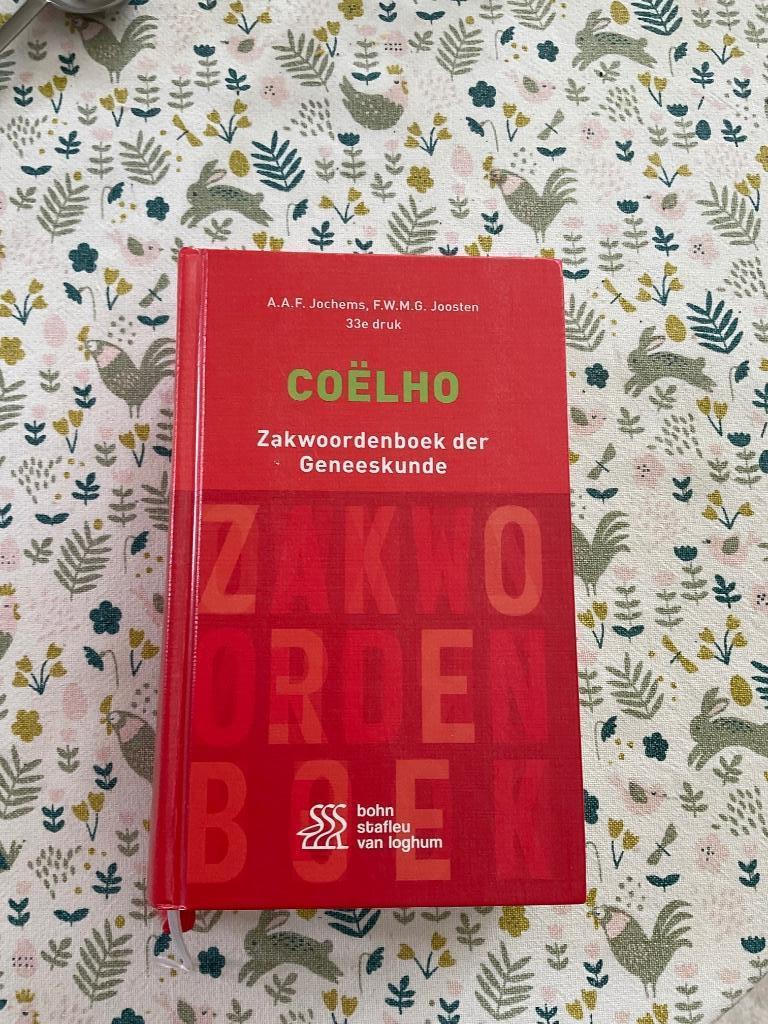 A.A.F. Jochems, F.W.M.G. Joosten
33e druk
COËLHO
Zakwoordenboek der
Geneeskunde
ZAKWO
ORDEN
BOEK
bohn
stafleu
van loghum